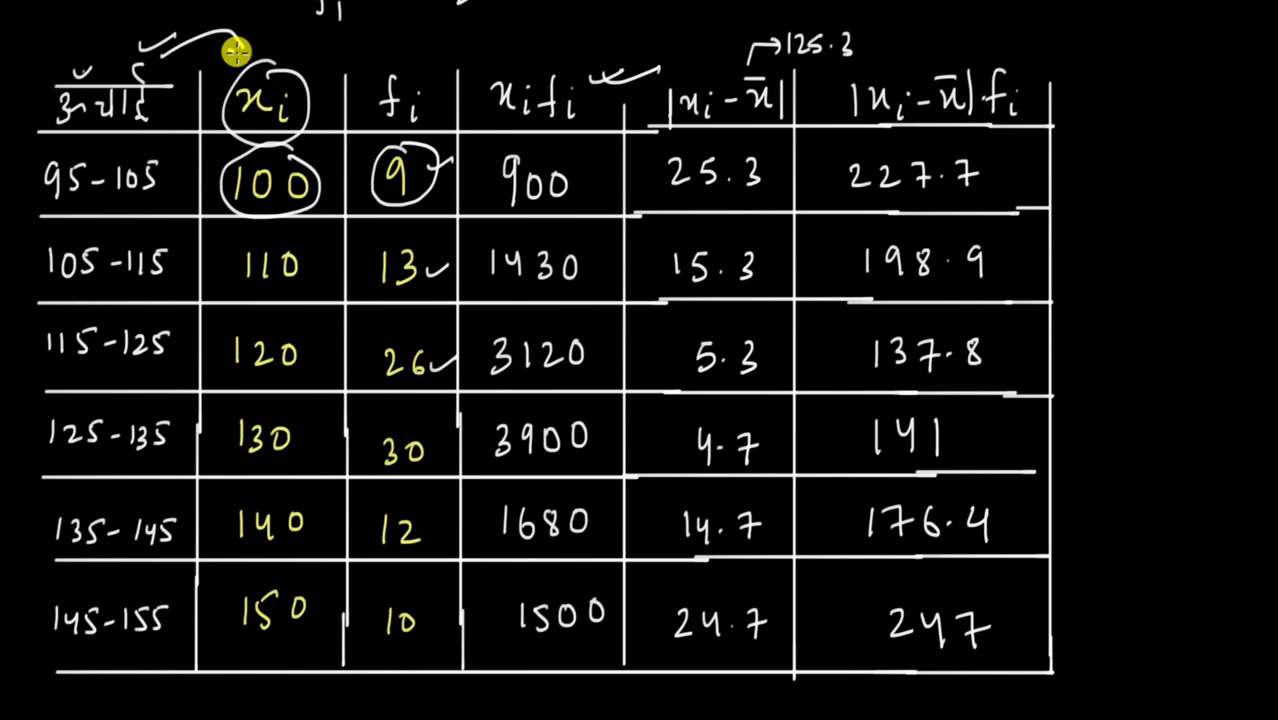 →125.3
ऊँचाई xᵢ fᵢ xᵢfᵢ |xᵢ-x̄| |xᵢ-x̄|fᵢ
95-105 100 9 900 25.3 227.7
105-115 110 13 1430 15.3 198.9
115-125 120 26 3120 5.3 137.8
125-135 130 30 3900 4.7 141
135-145 140 12 1680 14.7 176.4
145-155 150 10 1500 24.7 247